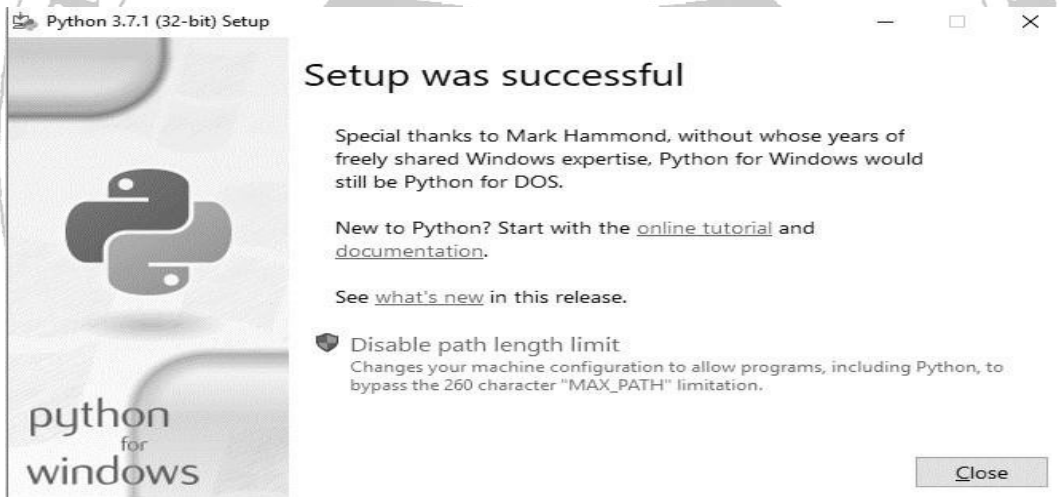 Python 3.7.1 (32-bit) Setup
Setup was successful
Special thanks to Mark Hammond, without whose years of
freely shared Windows expertise, Python for Windows would
still be Python for DOS.
New to Python? Start with the online tutorial and
documentation.
See what's new in this release.
Disable path length limit
Changes your machine configuration to allow programs, including Python, to
bypass the 260 character "MAX_PATH" limitation.
python
for
windows
Close